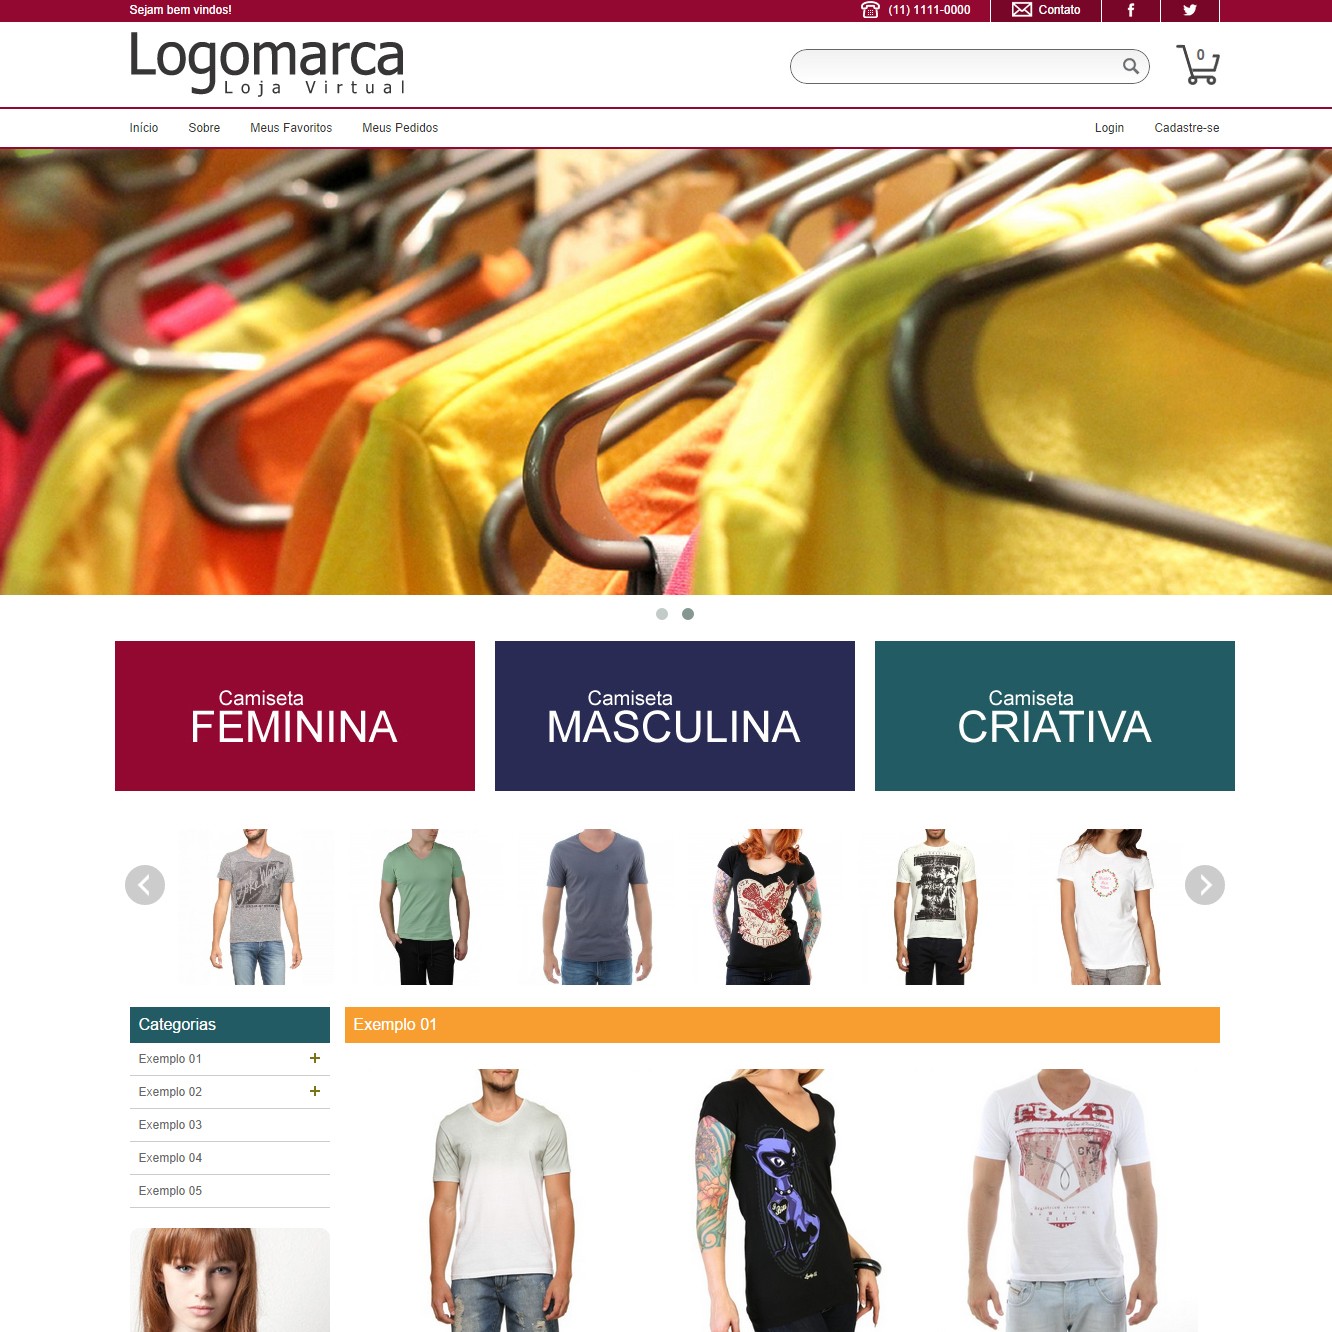 Sejam bem vindos!
(11) 1111-0000
Contato
Logomarca
Loja Virtual
0
Início
Sobre
Meus Favoritos
Meus Pedidos
Login
Cadastre-se
Camiseta
FEMININA
Camiseta
MASCULINA
Camiseta
CRIATIVA
Categorias
Exemplo 01
Exemplo 02
Exemplo 03
Exemplo 04
Exemplo 05
Exemplo 01